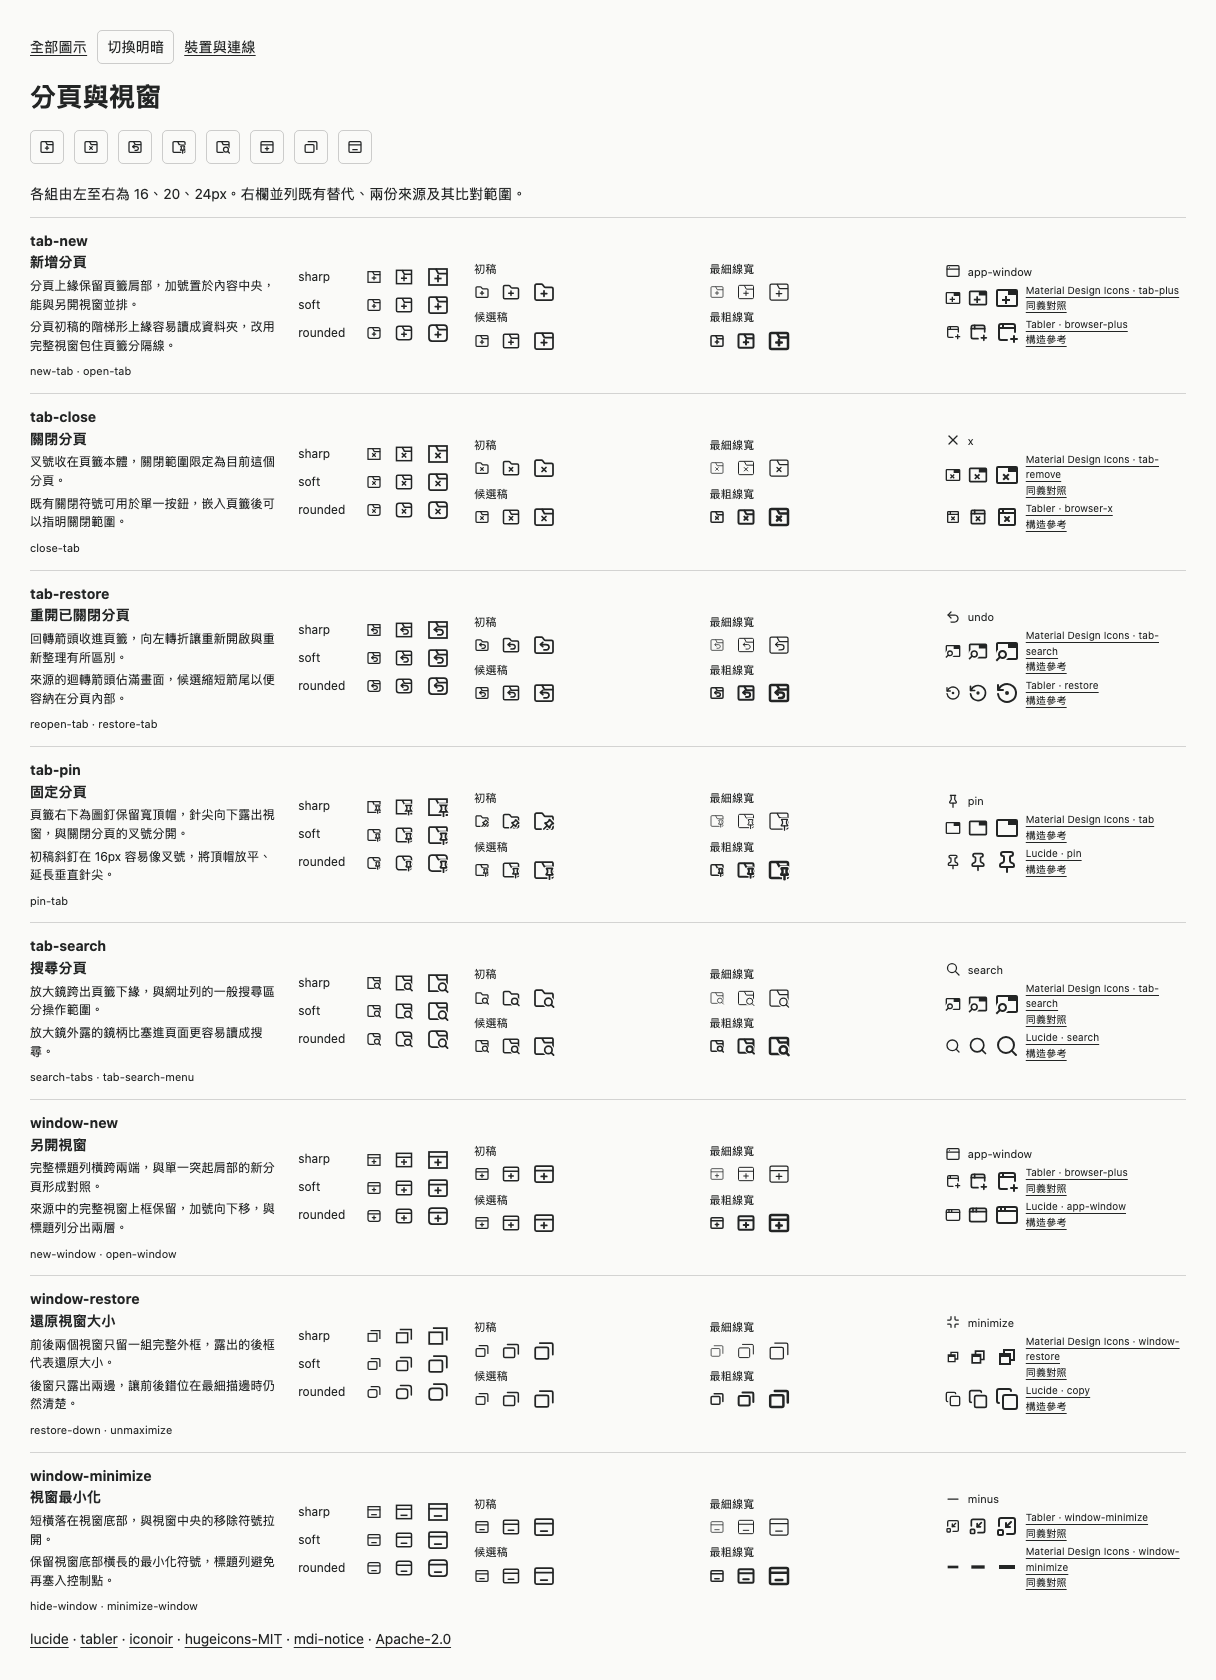 全部圖示 切換明暗 裝置與連線
分頁與視窗
各組由左至右為 16、20、24px。右欄並列既有替代、兩份來源及其比對範圍。
tab-new
新增分頁
分頁上緣保留頁籤肩部，加號置於內容中央，
能與另開視窗並排。
分頁初稿的階梯形上緣容易讀成資料夾，改用
完整視窗包住頁籤分隔線。
new-tab · open-tab
sharp
soft
rounded
初稿
候選稿
最細線寬
最粗線寬
app-window
Material Design Icons · tab-plus
同義對照
Tabler · browser-plus
構造參考
tab-close
關閉分頁
叉號收在頁籤本體，關閉範圍限定為目前這個
分頁。
既有關閉符號可用於單一按鈕，嵌入頁籤後可
以指明關閉範圍。
close-tab
sharp
soft
rounded
初稿
候選稿
最細線寬
最粗線寬
x
Material Design Icons · tab-
remove
同義對照
Tabler · browser-x
構造參考
tab-restore
重開已關閉分頁
回轉箭頭收進頁籤，向左轉折讓重新開啟與重
新整理有所區別。
來源的迴轉箭頭佔滿畫面，候選縮短箭尾以便
容納在分頁內部。
reopen-tab · restore-tab
sharp
soft
rounded
初稿
候選稿
最細線寬
最粗線寬
undo
Material Design Icons · tab-
search
構造參考
Tabler · restore
構造參考
tab-pin
固定分頁
頁籤右下為圖釘保留寬頂帽，針尖向下露出視
窗，與關閉分頁的叉號分開。
初稿斜釘在 16px 容易像叉號，將頂帽放平、
延長垂直針尖。
pin-tab
sharp
soft
rounded
初稿
候選稿
最細線寬
最粗線寬
pin
Material Design Icons · tab
構造參考
Lucide · pin
構造參考
tab-search
搜尋分頁
放大鏡跨出頁籤下緣，與網址列的一般搜尋區
分操作範圍。
放大鏡外露的鏡柄比塞進頁面更容易讀成搜
尋。
search-tabs · tab-search-menu
sharp
soft
rounded
初稿
候選稿
最細線寬
最粗線寬
search
Material Design Icons · tab-
search
同義對照
Lucide · search
構造參考
window-new
另開視窗
完整標題列橫跨兩端，與單一突起肩部的新分
頁形成對照。
來源中的完整視窗上框保留，加號向下移，與
標題列分出兩層。
new-window · open-window
sharp
soft
rounded
初稿
候選稿
最細線寬
最粗線寬
app-window
Tabler · browser-plus
同義對照
Lucide · app-window
構造參考
window-restore
還原視窗大小
前後兩個視窗只留一組完整外框，露出的後框
代表還原大小。
後窗只露出兩邊，讓前後錯位在最細描邊時仍
然清楚。
restore-down · unmaximize
sharp
soft
rounded
初稿
候選稿
最細線寬
最粗線寬
minimize
Material Design Icons · window-
restore
同義對照
Lucide · copy
構造參考
window-minimize
視窗最小化
短橫落在視窗底部，與視窗中央的移除符號拉
開。
保留視窗底部橫長的最小化符號，標題列避免
再塞入控制點。
hide-window · minimize-window
sharp
soft
rounded
初稿
候選稿
最細線寬
最粗線寬
minus
Tabler · window-minimize
同義對照
Material Design Icons · window-
minimize
同義對照
lucide · tabler · iconoir · hugeicons-MIT · mdi-notice · Apache-2.0